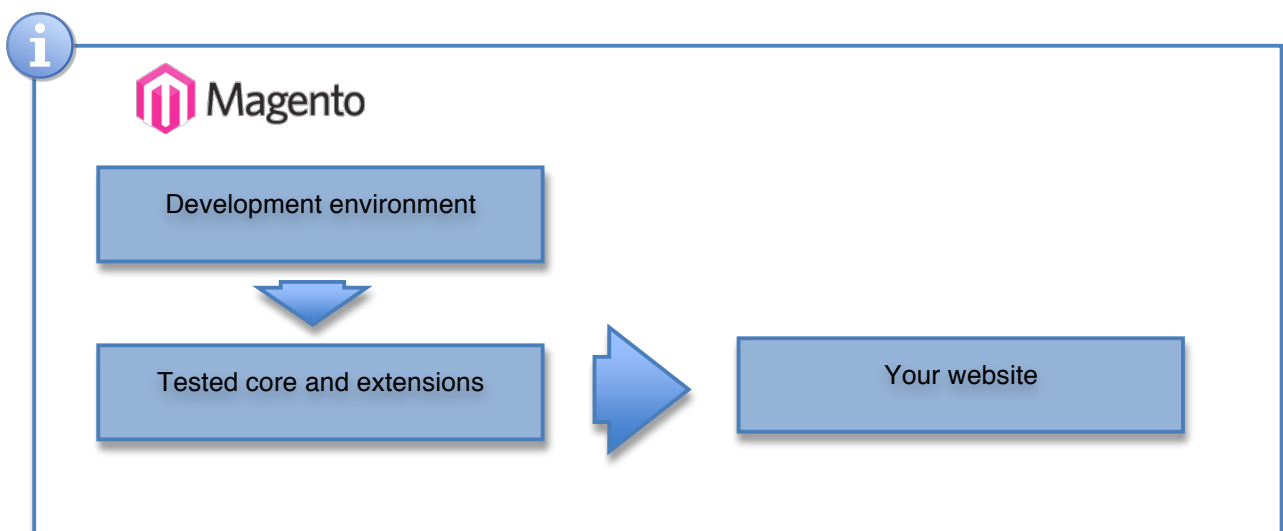 i
Magento
Development environment
Tested core and extensions
Your website